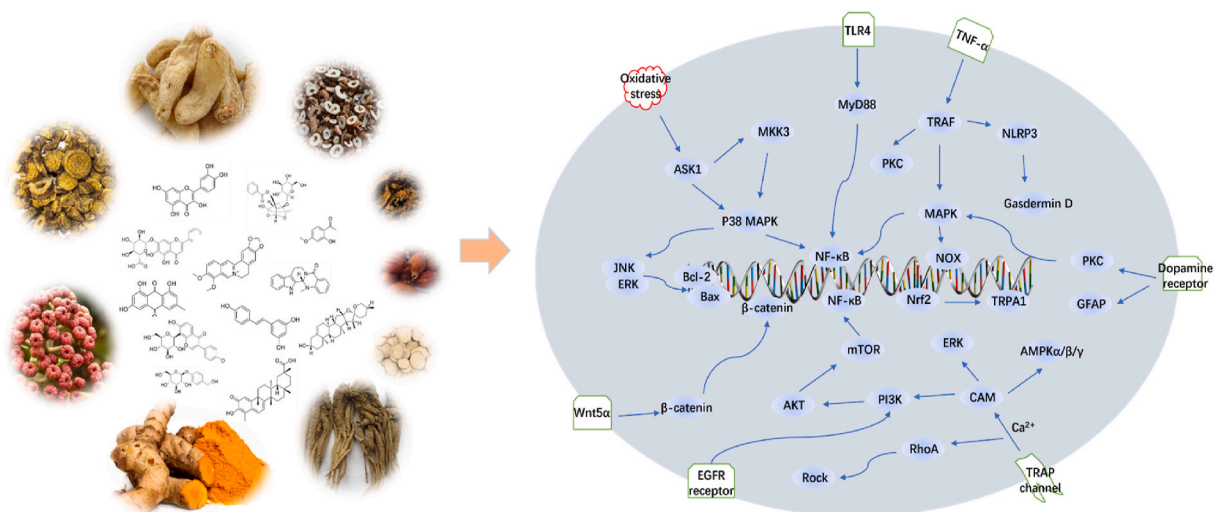 TLR4
TNF-α
Oxidative
stress
MyD88
MKK3
TRAF
NLRP3
ASK1
PKC
Gasdermin D
P38 MAPK
MAPK
JNK
ERK
Bcl-2
Bax
NF-κB
NOX
PKC
Dopamine
receptor
β-catenin
NF-κB
Nrf2
TRPA1
GFAP
mTOR
ERK
AMPKα/β/γ
Wnt5α
β-catenin
AKT
PI3K
CAM
Ca²⁺
RhoA
EGFR
receptor
Rock
TRAP
channel